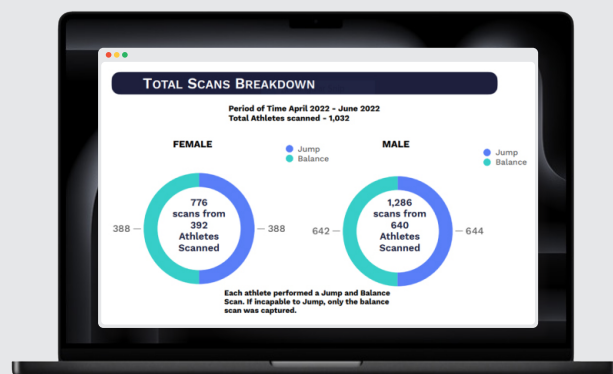 TOTAL SCANS BREAKDOWN
Period of Time April 2022 - June 2022
Total Athletes scanned - 1,032
FEMALE
Jump
Balance
388
776
scans from
392
Athletes
Scanned
388
MALE
Jump
Balance
642
1,286
scans from
640
Athletes
Scanned
644
Each athlete performed a Jump and Balance
Scan. If incapable to Jump, only the balance
scan was captured.